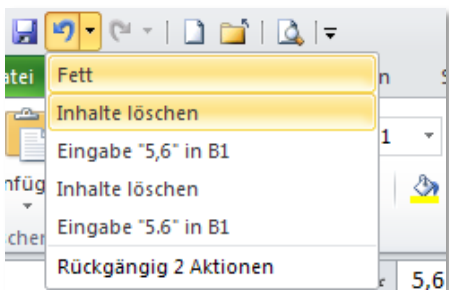 atei
Fett
n
Inhalte löschen
Eingabe "5,6" in B1
1
nfüg
Inhalte löschen
Eingabe "5.6" in B1
cher
Rückgängig 2 Aktionen
5,6